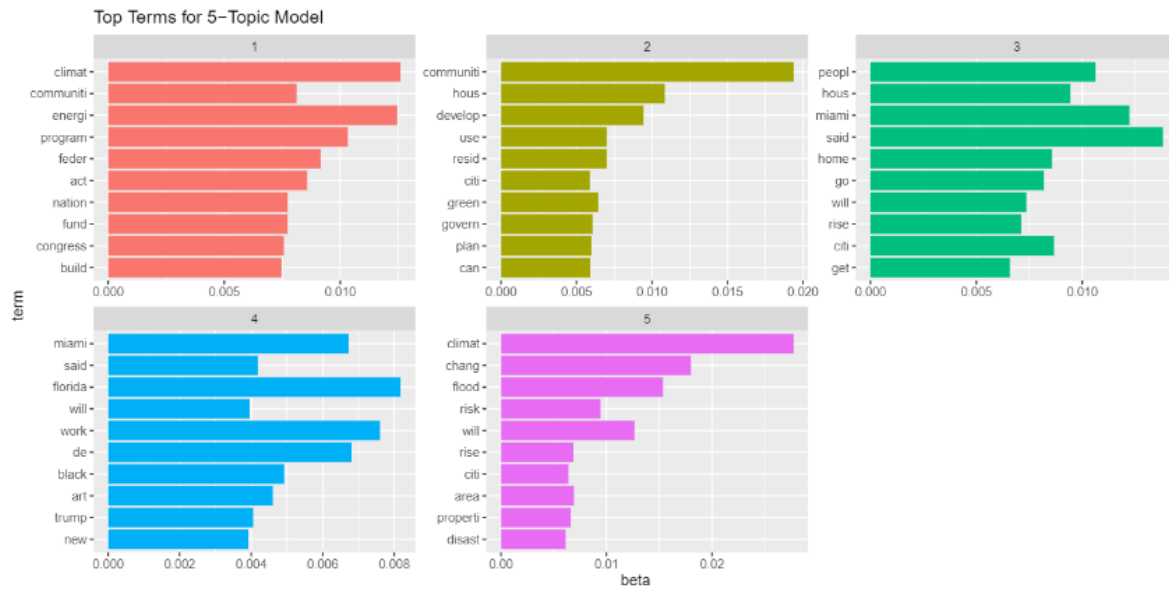 Top Terms for 5-Topic Model
1
climat
communiti
energi
program
feder
act
nation
fund
congress
build
0.000 0.005 0.010
2
communiti
hous
develop
use
resid
citi
green
govern
plan
can
0.000 0.005 0.010 0.015 0.020
3
peopl
hous
miami
said
home
go
will
rise
citi
get
0.000 0.005 0.010
term
4
miami
said
florida
will
work
de
black
art
trump
new
0.000 0.002 0.004 0.006 0.008
5
climat
chang
flood
risk
will
rise
citi
area
properti
disast
0.00 0.01 0.02
beta